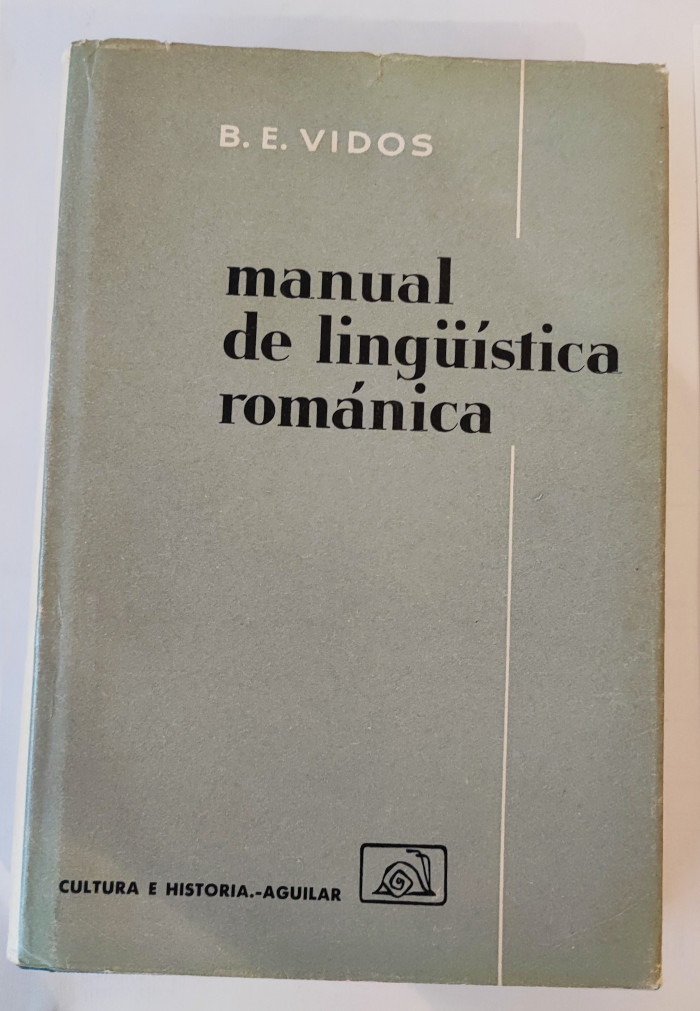 B. E. VIDOS
manual
de lingüística
románica
CULTURA E HISTORIA.-AGUILAR